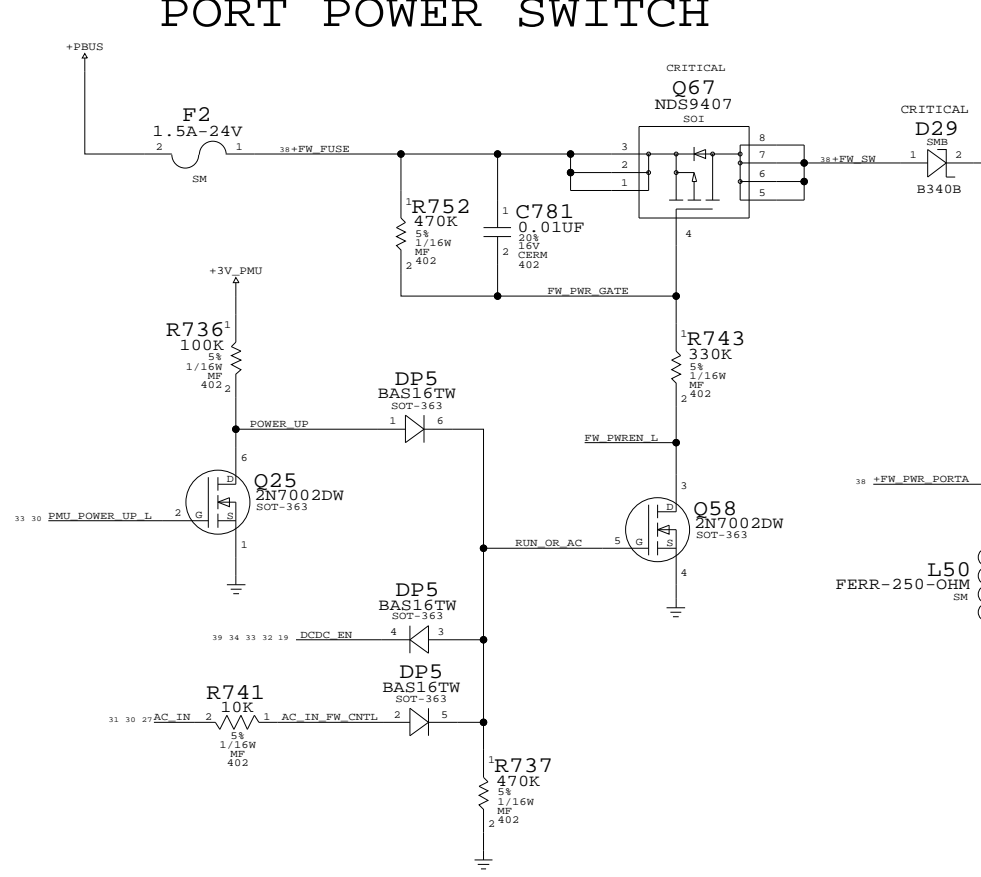 PORT POWER SWITCH
+PBUS
F2
1.5A-24V
2
1
SM
38+FW_FUSE
CRITICAL
Q67
NDS9407
SOI
3
2
1
8
7
6
5
4
38+FW_SW
CRITICAL
D29
SMB
1
2
B340B
1
R752
470K
5%
1/16W
MF
402
2
1
C781
0.01UF
20%
16V
CERM
402
2
FW_PWR_GATE
+3V_PMU
1
R736
100K
5%
1/16W
MF
402
2
1
R743
330K
5%
1/16W
MF
402
2
POWER_UP
DP5
BAS16TW
SOT-363
1
6
FW_PWREN_L
6
D
Q25
2N7002DW
SOT-363
33 30 PMU_POWER_UP_L
2
G
S
1
3
D
Q58
2N7002DW
SOT-363
RUN_OR_AC
5
G
S
4
38 +FW_PWR_PORTA
L50
FERR-250-OHM
SM
DP5
BAS16TW
SOT-363
39 34 33 32 19 DCDC_EN
4
3
DP5
BAS16TW
SOT-363
R741
10K
31 30 27 AC_IN
2
1
AC_IN_FW_CNTL
2
5
5%
1/16W
MF
402
1
R737
470K
5%
1/16W
MF
402
2